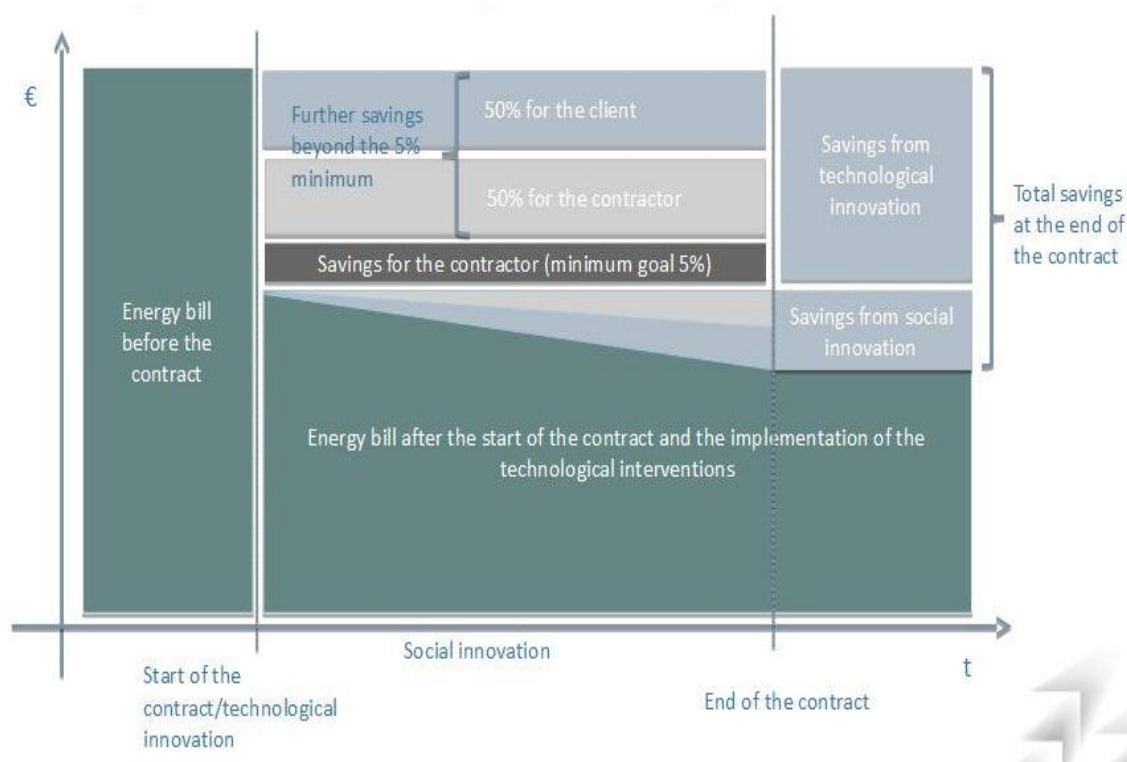 €
Energy bill
before the
contract
Further savings
beyond the 5%
minimum
50% for the client
50% for the contractor
Savings for the contractor (minimum goal 5%)
Savings from
technological
innovation
Savings from social
innovation
Total savings
at the end of
the contract
Energy bill after the start of the contract and the implementation of the
technological interventions
Social innovation
t
Start of the
contract/technological
innovation
End of the contract